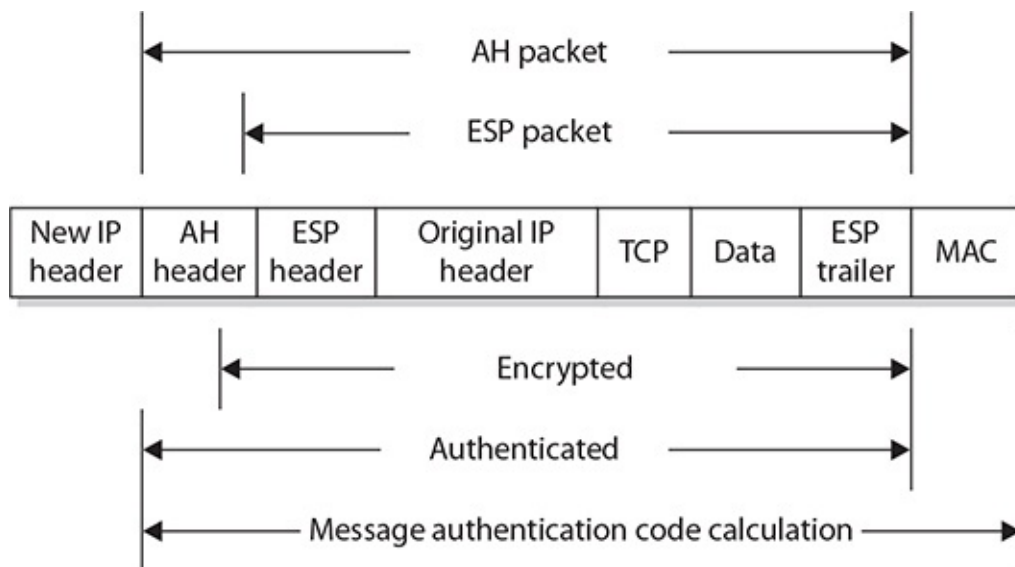 AH packet
ESP packet
New IP header
AH header
ESP header
Original IP header
TCP
Data
ESP trailer
MAC
Encrypted
Authenticated
Message authentication code calculation